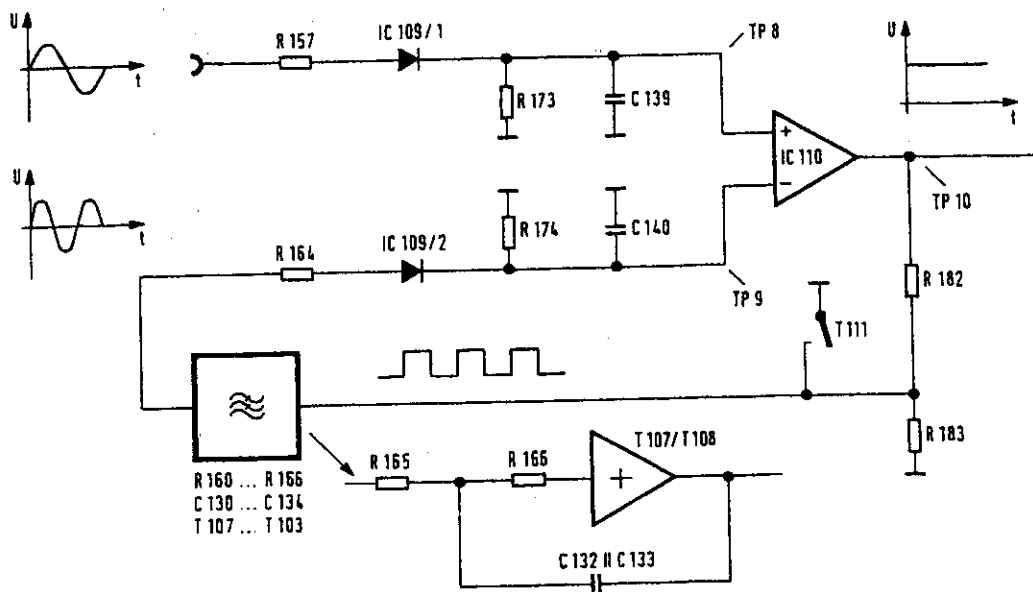 U
t
R 157
IC 109/1
R 173
C 139
TP 8
U
t
+
IC 110
−
TP 10
U
t
R 164
IC 109/2
R 174
C 140
TP 9
T 111
R 182
R 183
R 160 ... R 166
C 130 ... C 134
T 107 ... T 103
R 165
R 166
T 107/T 108
+
C 132 II C 133